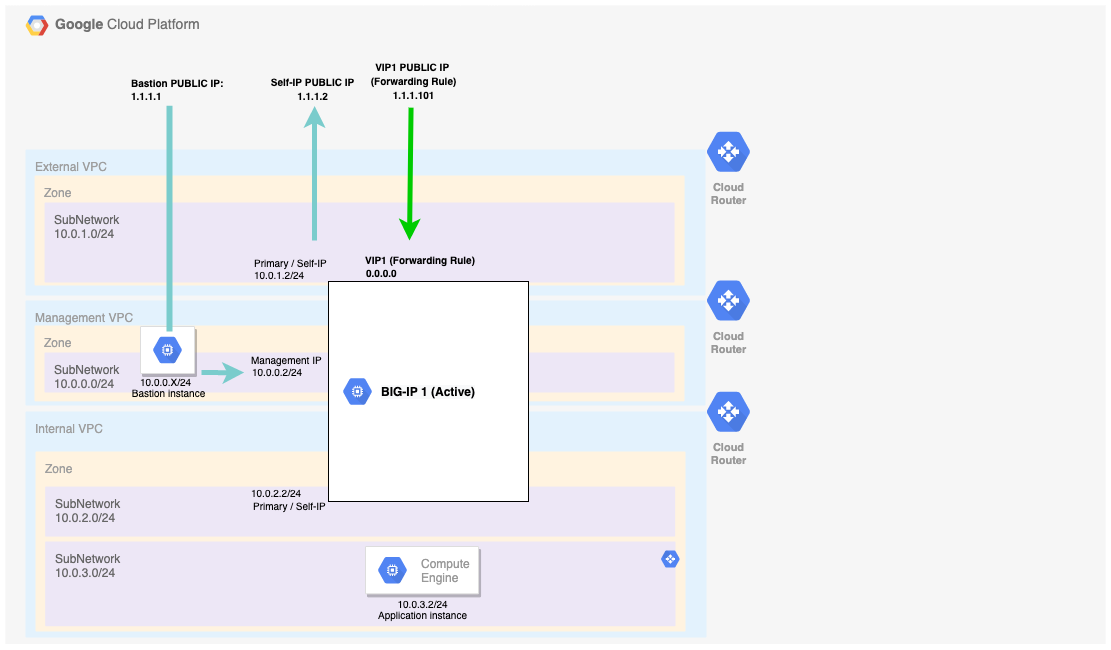 Google Cloud Platform
Bastion PUBLIC IP:
1.1.1.1
Self-IP PUBLIC IP
1.1.1.2
VIP1 PUBLIC IP
(Forwarding Rule)
1.1.1.101
External VPC
Zone
SubNetwork
10.0.1.0/24
Primary / Self-IP
10.0.1.2/24
VIP1 (Forwarding Rule)
0.0.0.0
Cloud
Router
Management VPC
Zone
SubNetwork
10.0.0.0/24
10.0.0.X/24
Bastion instance
Management IP
10.0.0.2/24
BIG-IP 1 (Active)
Cloud
Router
Internal VPC
Zone
SubNetwork
10.0.2.0/24
10.0.2.2/24
Primary / Self-IP
Cloud
Router
SubNetwork
10.0.3.0/24
Compute
Engine
10.0.3.2/24
Application instance